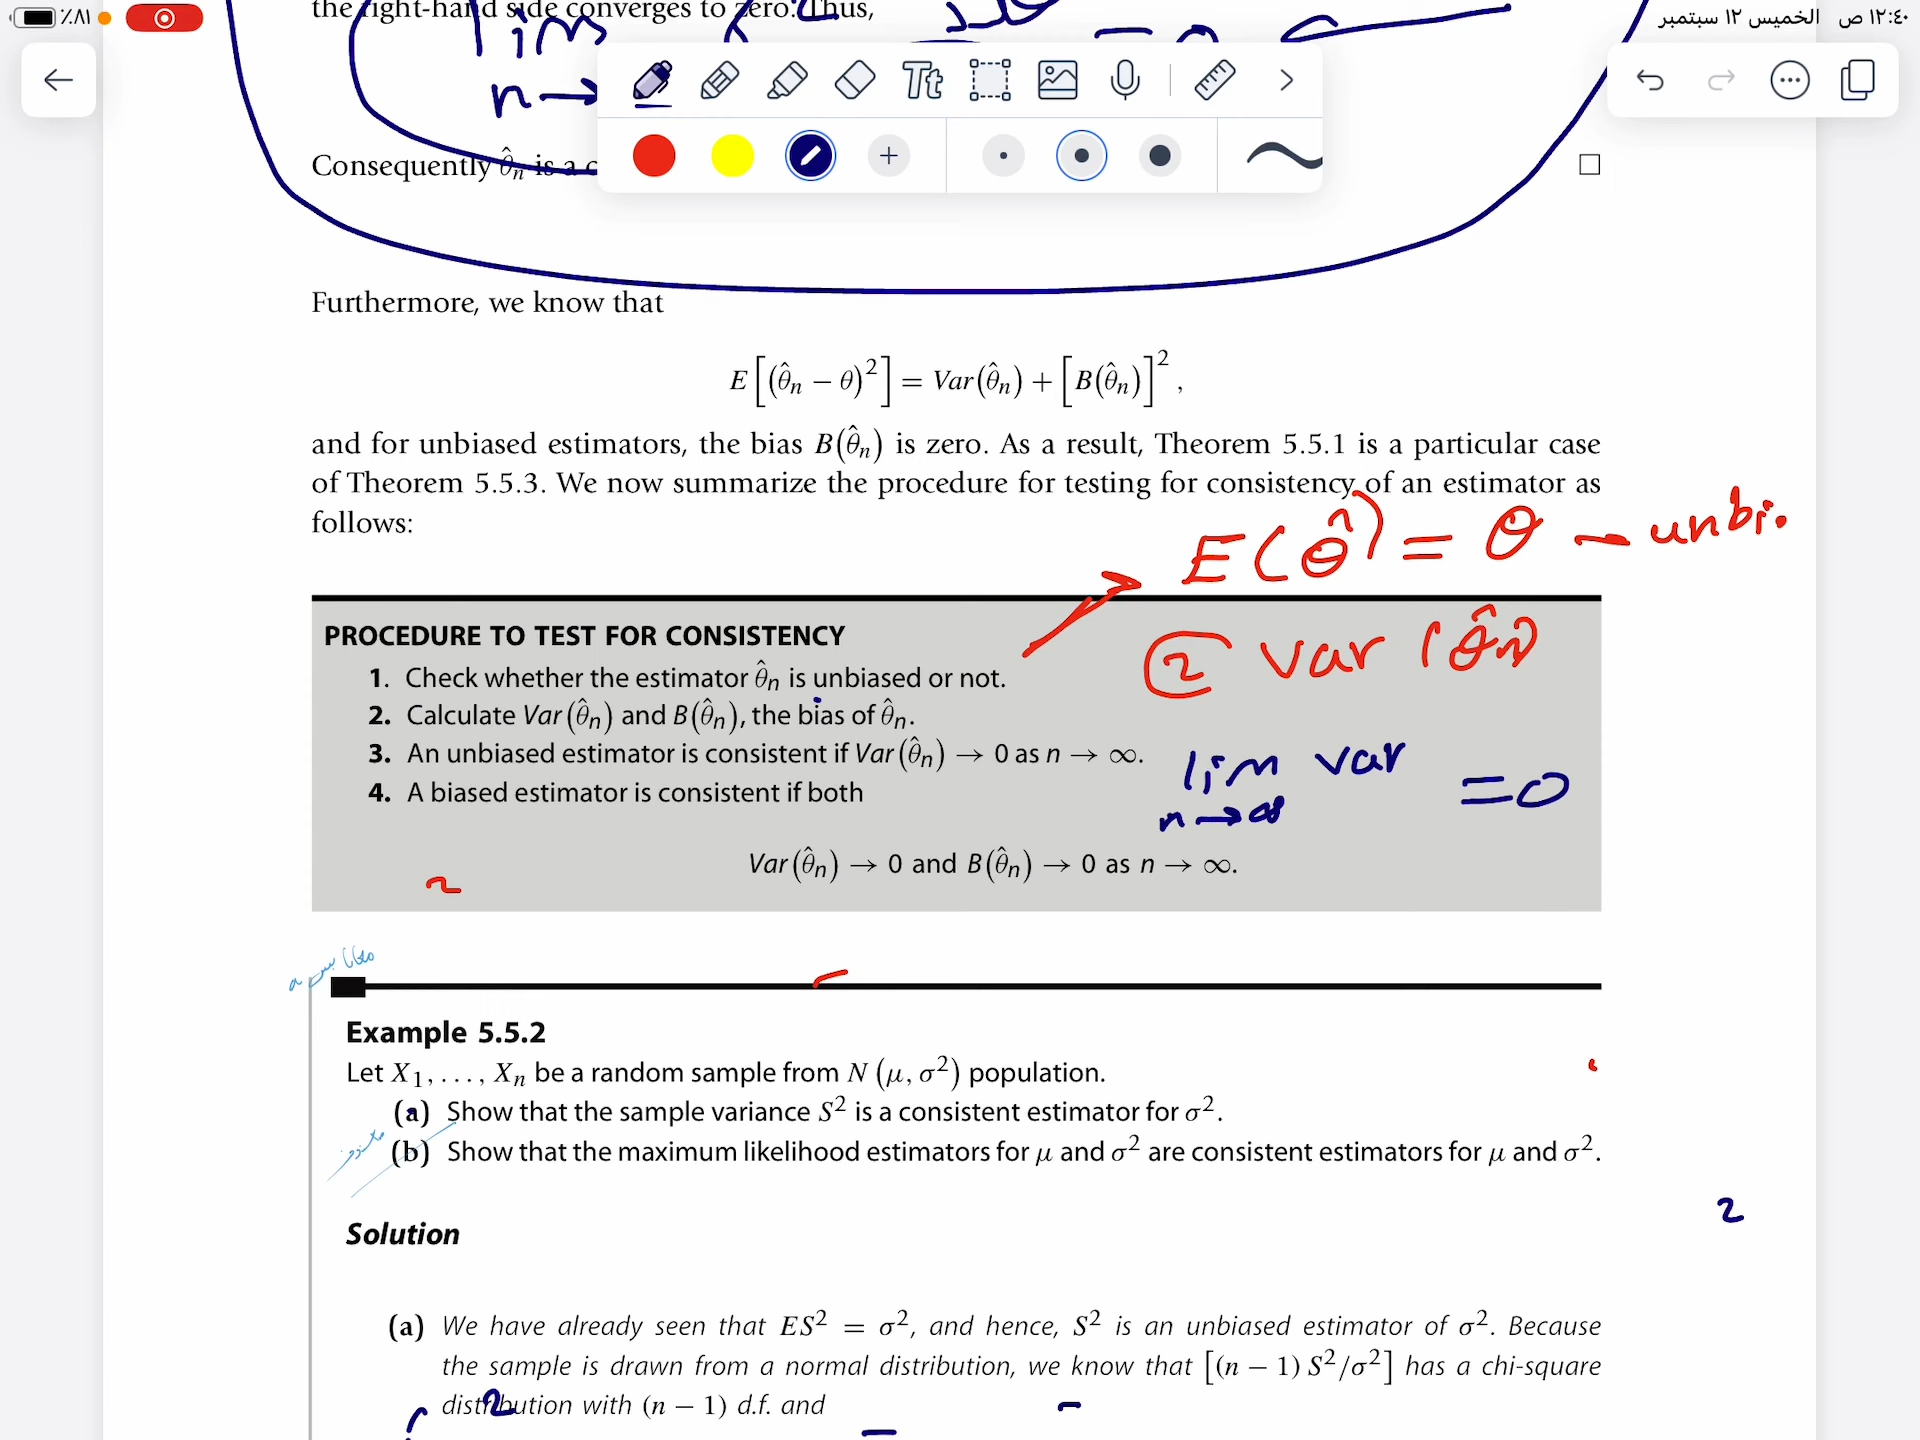 ٪٨١
١٢:٤٠ ص الخميس ١٢ سبتمبر
the right-hand side converges to zero. Thus,
lim
n→
Tt
Consequently θ̂n is a c
□
Furthermore, we know that
E[(θ̂n − θ)²] = Var(θ̂n) + [B(θ̂n)]²,
and for unbiased estimators, the bias B(θ̂n) is zero. As a result, Theorem 5.5.1 is a particular case
of Theorem 5.5.3. We now summarize the procedure for testing for consistency of an estimator as
follows:
E(θ̂) = θ – unbi.
PROCEDURE TO TEST FOR CONSISTENCY
② var (θ̂n)
1. Check whether the estimator θ̂n is unbiased or not.
2. Calculate Var(θ̂n) and B(θ̂n), the bias of θ̂n.
3. An unbiased estimator is consistent if Var(θ̂n) → 0 as n → ∞.
lim var = 0
n→∞
4. A biased estimator is consistent if both
Var(θ̂n) → 0 and B(θ̂n) → 0 as n → ∞.
Example 5.5.2
Let X1, . . . , Xn be a random sample from N(μ, σ²) population.
(a) Show that the sample variance S² is a consistent estimator for σ².
(b) Show that the maximum likelihood estimators for μ and σ² are consistent estimators for μ and σ².
2
Solution
(a) We have already seen that ES² = σ², and hence, S² is an unbiased estimator of σ². Because
the sample is drawn from a normal distribution, we know that [(n − 1) S²/σ²] has a chi-square
distribution with (n − 1) d.f. and